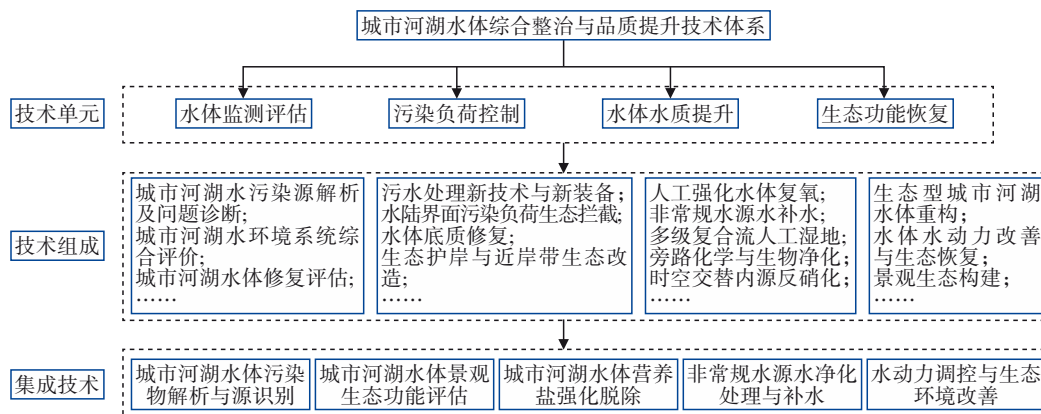 城市河湖水体综合整治与品质提升技术体系
技术单元
水体监测评估
污染负荷控制
水体水质提升
生态功能恢复
技术组成
城市河湖水污染源解析
及问题诊断;
城市河湖水环境系统综
合评价;
城市河湖水体修复评估;
……
污水处理新技术与新装备;
水陆界面污染负荷生态拦截;
水体底质修复;
生态护岸与近岸带生态改
造;
……
人工强化水体复氧;
非常规水源水补水;
多级复合流人工湿地;
旁路化学与生物净化;
时空交替内源反硝化;
……
生态型城市河湖
水体重构;
水体水动力改善
与生态恢复;
景观生态构建;
……
集成技术
城市河湖水体污染
物解析与源识别
城市河湖水体景观
生态功能评估
城市河湖水体营养
盐强化脱除
非常规水源水净化
处理与补水
水动力调控与生态
环境改善